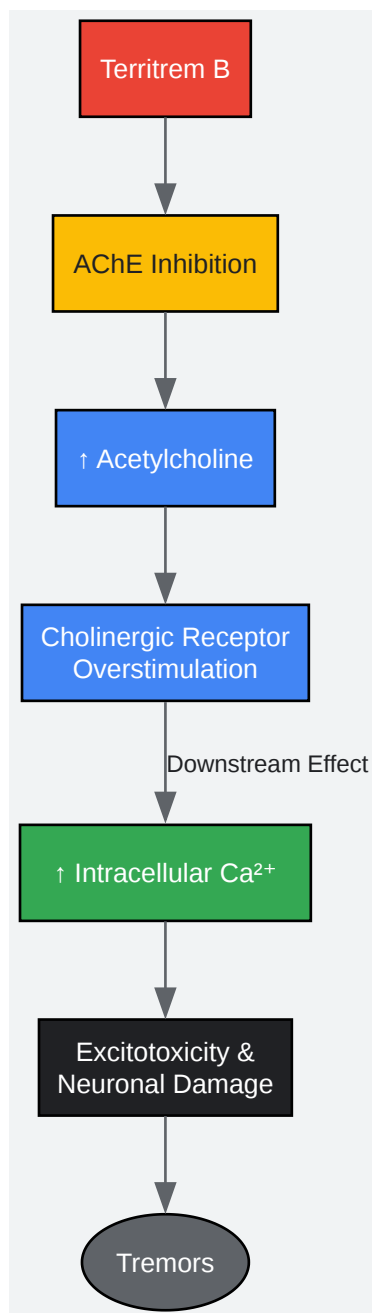 Territrem B
AChE Inhibition
↑ Acetylcholine
Cholinergic Receptor
Overstimulation
Downstream Effect
↑ Intracellular Ca²⁺
Excitotoxicity &
Neuronal Damage
Tremors